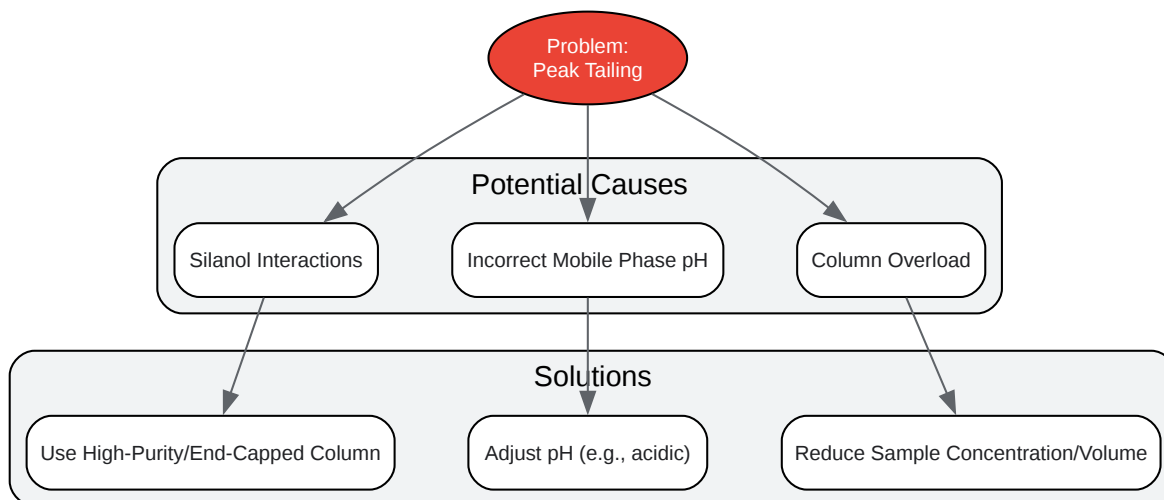 Problem:
Peak Tailing
Potential Causes
Silanol Interactions
Incorrect Mobile Phase pH
Column Overload
Solutions
Use High-Purity/End-Capped Column
Adjust pH (e.g., acidic)
Reduce Sample Concentration/Volume